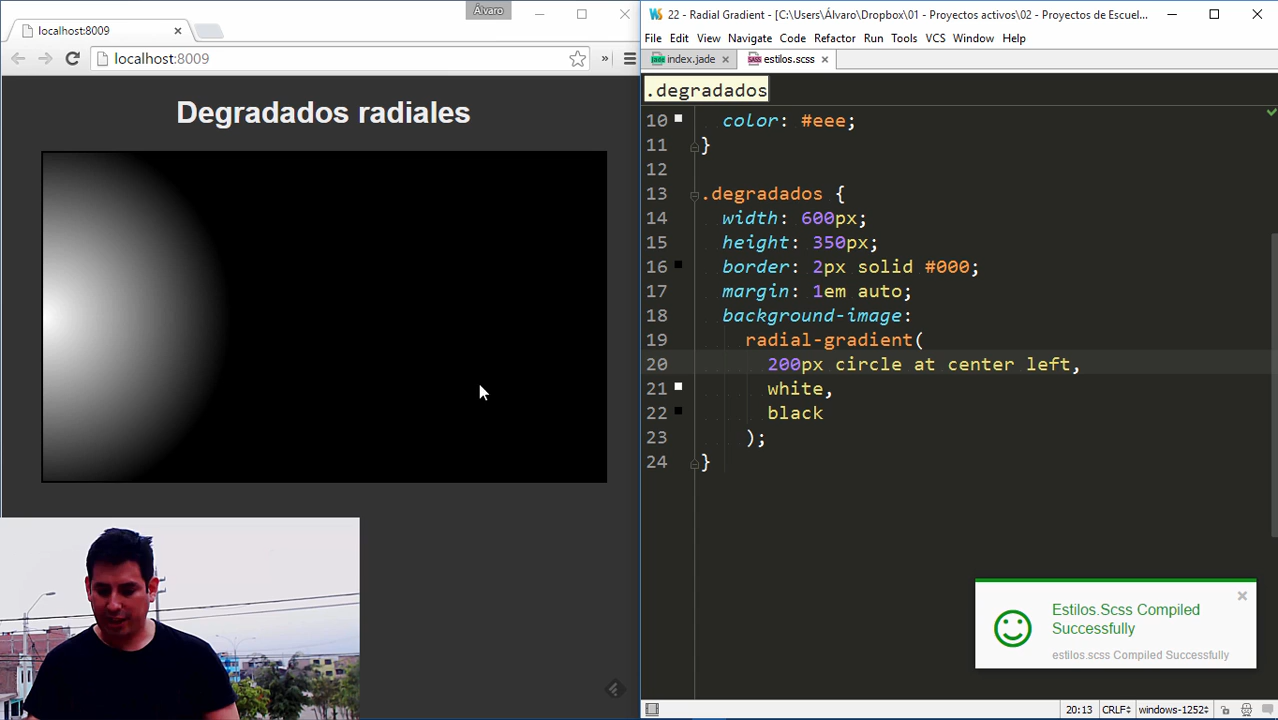 Álvaro
localhost:8009
localhost:8009
»
Degradados radiales
22 - Radial Gradient - [C:\Users\Álvaro\Dropbox\01 - Proyectos activos\02 - Proyectos de Escuel...
File Edit View Navigate Code Refactor Run Tools VCS Window Help
index.jade
estilos.scss
.degradados
10 color: #eee;
11 }
12
13 .degradados {
14 width: 600px;
15 height: 350px;
16 border: 2px solid #000;
17 margin: 1em auto;
18 background-image:
19 radial-gradient(
20 200px circle at center left,
21 white,
22 black
23 );
24 }
Estilos.Scss Compiled
Successfully
estilos.scss Compiled Successfully
20:13 CRLF windows-1252